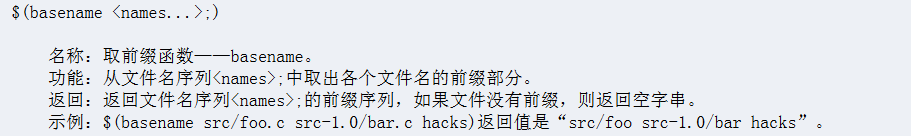 $(basename <names...>;)
名称：取前缀函数——basename。
功能：从文件名序列<names>;中取出各个文件名的前缀部分。
返回：返回文件名序列<names>;的前缀序列，如果文件没有前缀，则返回空字串。
示例：$(basename src/foo.c src-1.0/bar.c hacks)返回值是“src/foo src-1.0/bar hacks”。